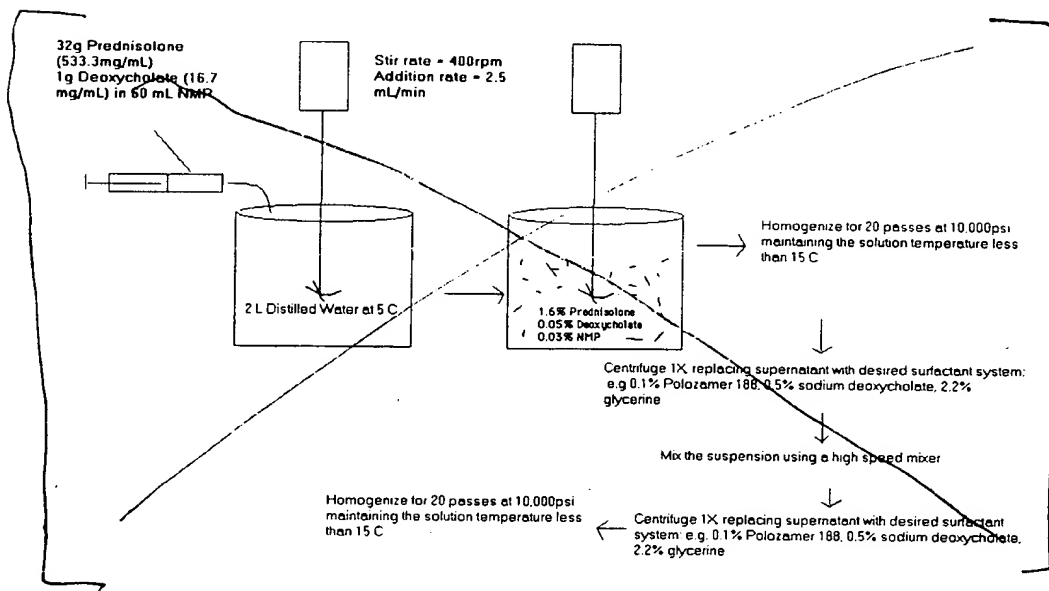 32g Prednisolone
(533.3mg/mL)
1g Deoxycholate (16.7
mg/mL) in 60 mL NMP
Stir rate = 400rpm
Addition rate = 2.5
mL/min
2 L Distilled Water at 5 C
1.6% Prednisolone
0.05% Deoxycholate
0.03% NMP
Homogenize for 20 passes at 10,000psi
maintaining the solution temperature less
than 15 C
Centrifuge 1X, replacing supernatant with desired surfactant system:
e.g 0.1% Polozamer 188, 0.5% sodium deoxycholate, 2.2%
glycerine
Mix the suspension using a high speed mixer
Centrifuge 1X replacing supernatant with desired surfactant
system: e.g. 0.1% Polozamer 188, 0.5% sodium deoxycholate,
2.2% glycerine
Homogenize for 20 passes at 10,000psi
maintaining the solution temperature less
than 15 C